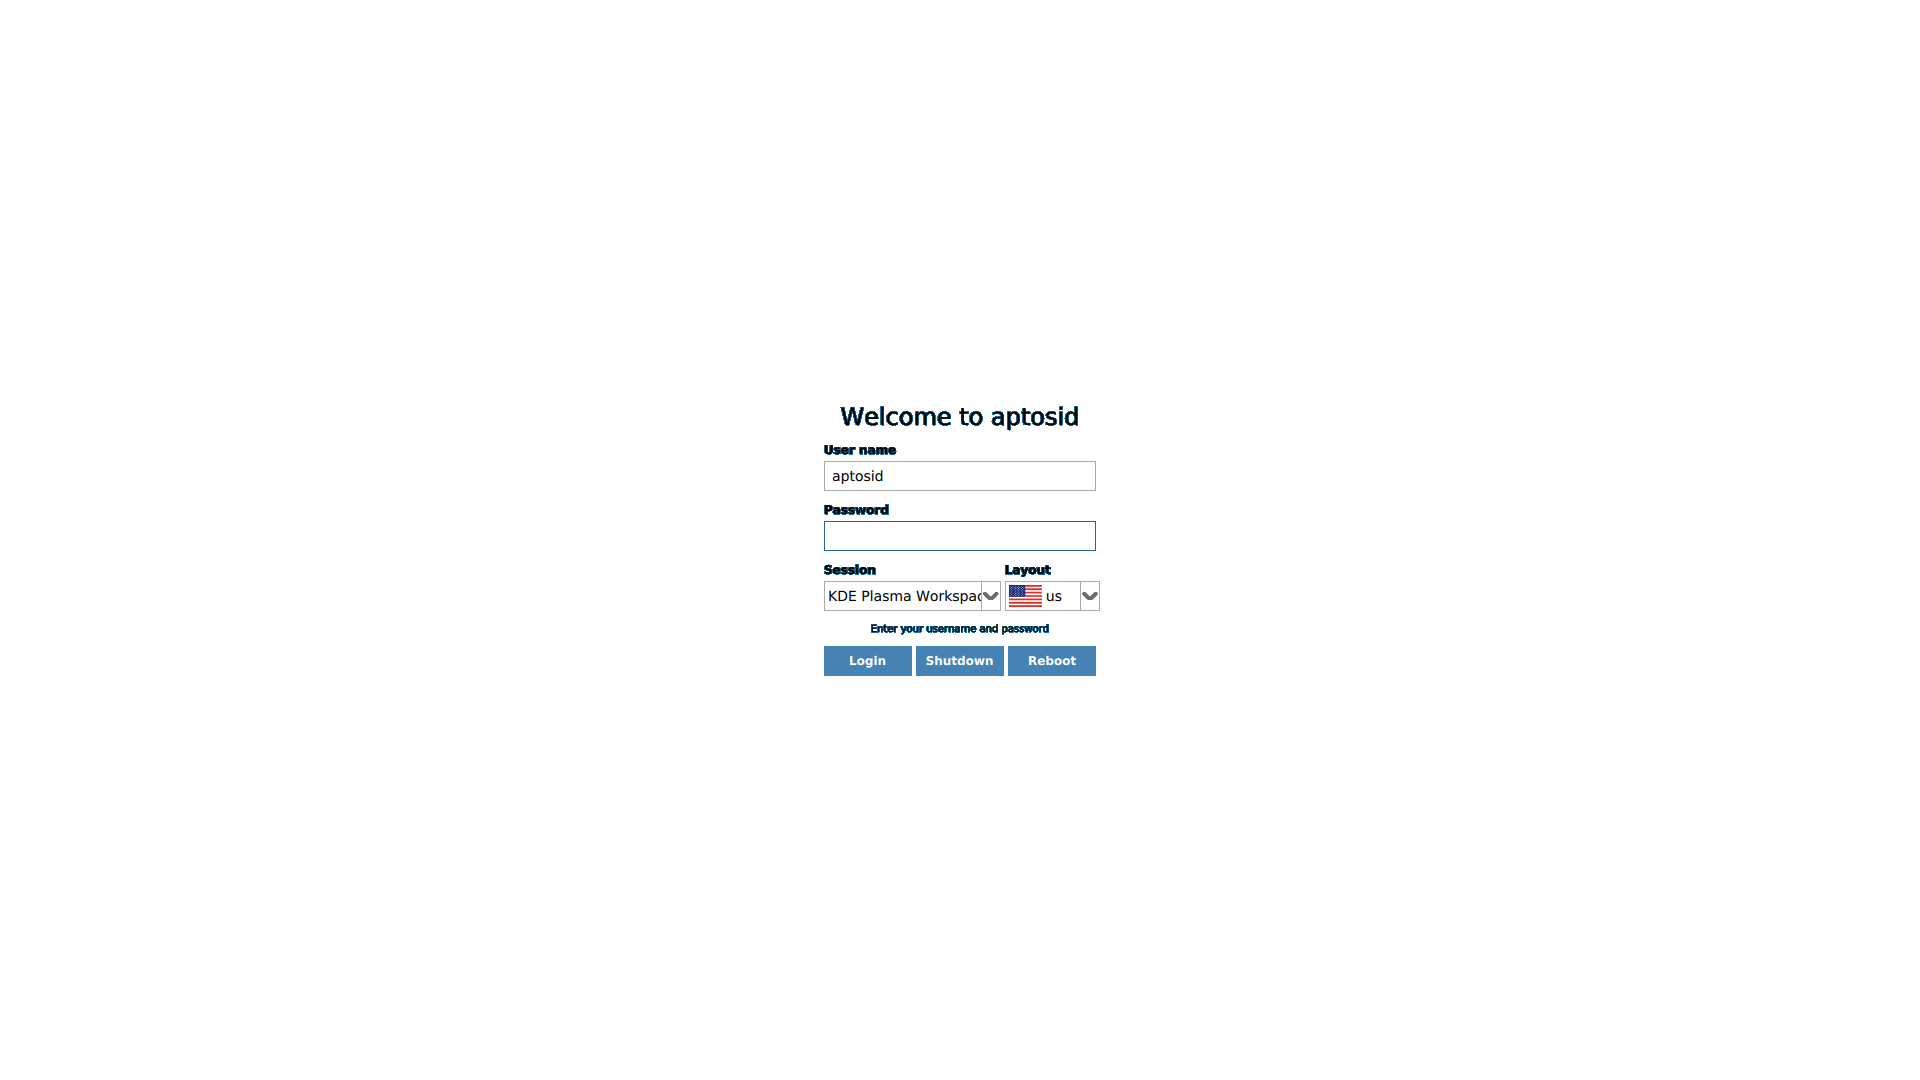 Welcome to aptosid
User name
aptosid
Password
Session
Layout
KDE Plasma Workspac
us
Enter your username and password
Login
Shutdown
Reboot